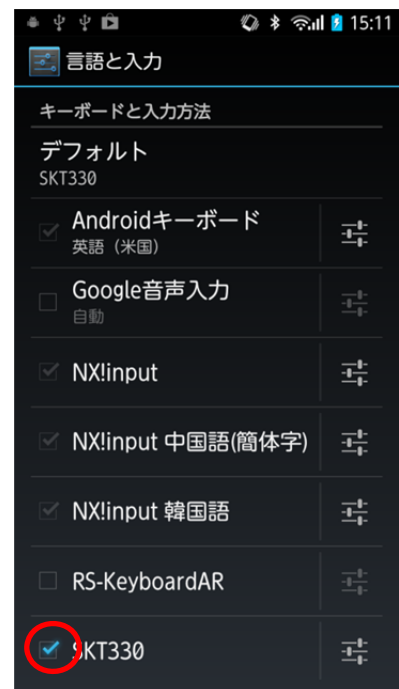 15:11
言語と入力
キーボードと入力方法
デフォルト
SKT330
Androidキーボード
英語（米国）
Google音声入力
自動
NX!input
NX!input 中国語(簡体字)
NX!input 韓国語
RS-KeyboardAR
SKT330